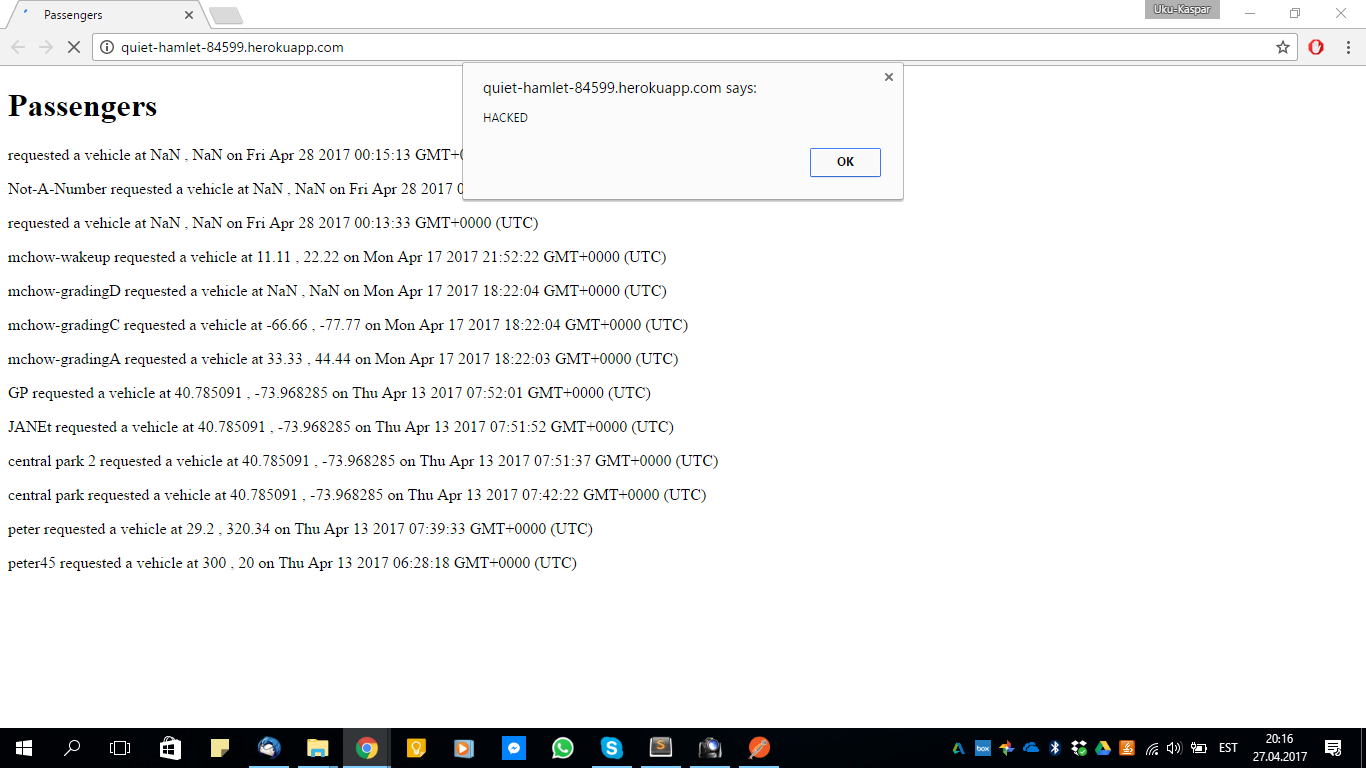 Passengers
Uku-Kaspar
quiet-hamlet-84599.herokuapp.com
quiet-hamlet-84599.herokuapp.com says:
HACKED
OK
Passengers
requested a vehicle at NaN , NaN on Fri Apr 28 2017 00:15:13 GMT+0
Not-A-Number requested a vehicle at NaN , NaN on Fri Apr 28 2017 0
requested a vehicle at NaN , NaN on Fri Apr 28 2017 00:13:33 GMT+0000 (UTC)
mchow-wakeup requested a vehicle at 11.11 , 22.22 on Mon Apr 17 2017 21:52:22 GMT+0000 (UTC)
mchow-gradingD requested a vehicle at NaN , NaN on Mon Apr 17 2017 18:22:04 GMT+0000 (UTC)
mchow-gradingC requested a vehicle at -66.66 , -77.77 on Mon Apr 17 2017 18:22:04 GMT+0000 (UTC)
mchow-gradingA requested a vehicle at 33.33 , 44.44 on Mon Apr 17 2017 18:22:03 GMT+0000 (UTC)
GP requested a vehicle at 40.785091 , -73.968285 on Thu Apr 13 2017 07:52:01 GMT+0000 (UTC)
JANEt requested a vehicle at 40.785091 , -73.968285 on Thu Apr 13 2017 07:51:52 GMT+0000 (UTC)
central park 2 requested a vehicle at 40.785091 , -73.968285 on Thu Apr 13 2017 07:51:37 GMT+0000 (UTC)
central park requested a vehicle at 40.785091 , -73.968285 on Thu Apr 13 2017 07:42:22 GMT+0000 (UTC)
peter requested a vehicle at 29.2 , 320.34 on Thu Apr 13 2017 07:39:33 GMT+0000 (UTC)
peter45 requested a vehicle at 300 , 20 on Thu Apr 13 2017 06:28:18 GMT+0000 (UTC)
box
EST
20:16
27.04.2017